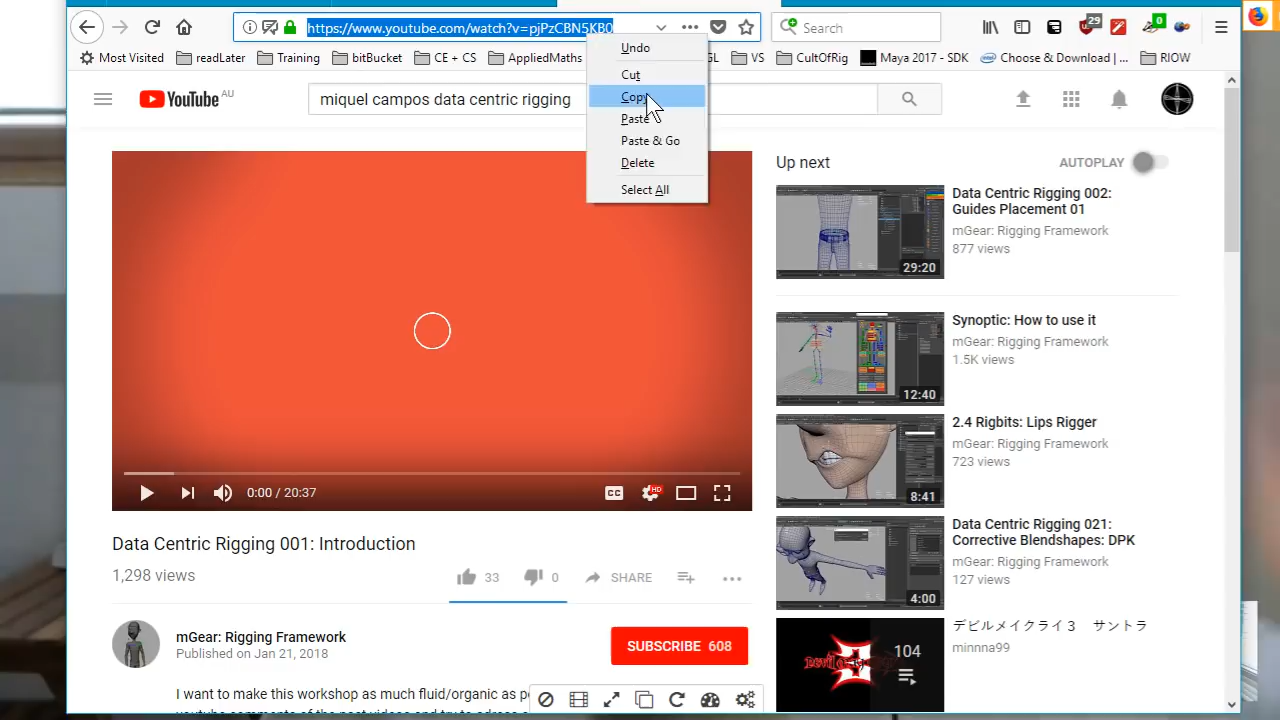 https://www.youtube.com/watch?v=pjPzCBN5KB0
Search
29
0
Undo
Cut
Copy
Paste
Paste & Go
Delete
Select All
Most Visited
readLater
Training
bitBucket
CE + CS
AppliedMaths
GL
VS
CultOfRig
Maya 2017 - SDK
Choose & Download | ...
RIOW
YouTube AU
miquel campos data centric rigging
Up next
AUTOPLAY
Data Centric Rigging 002:
Guides Placement 01
mGear: Rigging Framework
877 views
29:20
Synoptic: How to use it
mGear: Rigging Framework
1.5K views
12:40
2.4 Rigbits: Lips Rigger
mGear: Rigging Framework
723 views
8:41
Data Centric Rigging 021:
Corrective Blendshapes: DPK
mGear: Rigging Framework
127 views
4:00
デビルメイクライ３　サントラ
minnna99
104
0:00 / 20:37
CC
HD
Data Centric Rigging 001: Introduction
1,298 views
33
0
SHARE
mGear: Rigging Framework
Published on Jan 21, 2018
SUBSCRIBE 608
I want to make this workshop as much fluid/organic as